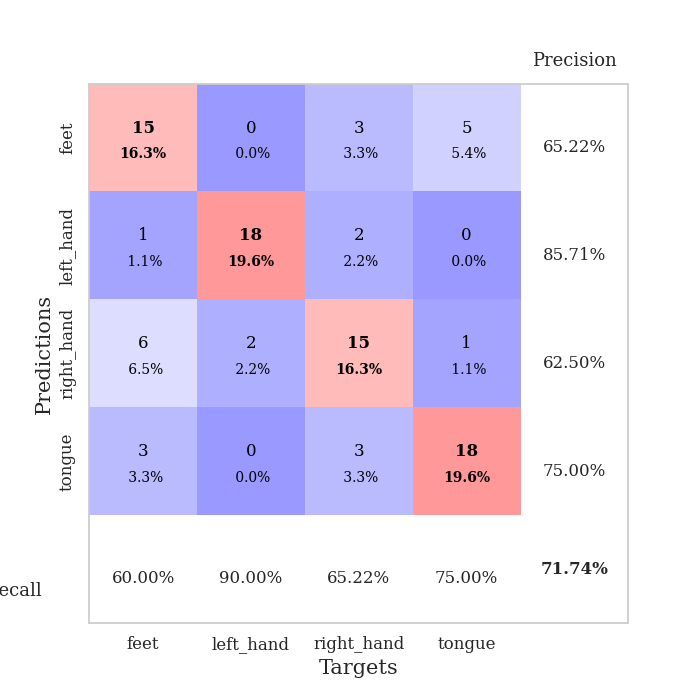 Precision
feet
15 0 3 5
16.3% 0.0% 3.3% 5.4%
65.22%
left_hand
1 18 2 0
1.1% 19.6% 2.2% 0.0%
85.71%
Predictions
right_hand
6 2 15 1
6.5% 2.2% 16.3% 1.1%
62.50%
tongue
3 0 3 18
3.3% 0.0% 3.3% 19.6%
75.00%
ecall
60.00% 90.00% 65.22% 75.00% 71.74%
feet left_hand right_hand tongue
Targets